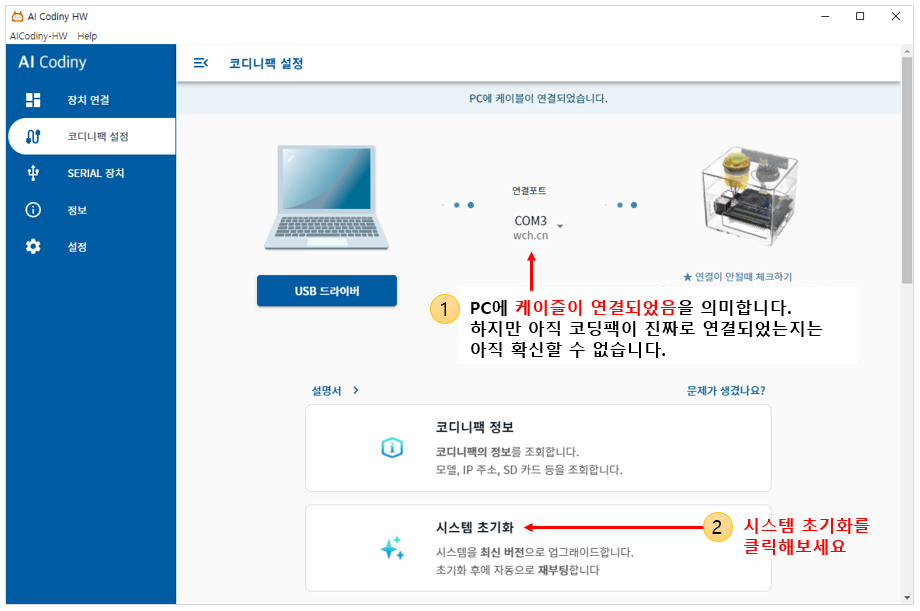 AI Codiny HW
AICodiny-HW Help
AI Codiny
코디니팩 설정
PC에 케이블이 연결되었습니다.
장치 연결
코디니팩 설정
SERIAL 장치
정보
설정
연결포트
COM3
wch.cn
USB 드라이버
★ 연결이 안될때 체크하기
1 PC에 케이즐이 연결되었음을 의미합니다.
하지만 아직 코딩팩이 진짜로 연결되었는지는
아직 확신할 수 없습니다.
설명서 >
문제가 생겼나요?
코디니팩 정보
코디니팩의 정보를 조회합니다.
모델, IP 주소, SD 카드 등을 조회합니다.
시스템 초기화
시스템을 최신 버전으로 업그레이드합니다.
초기화 후에 자동으로 재부팅합니다
2 시스템 초기화를
클릭해보세요